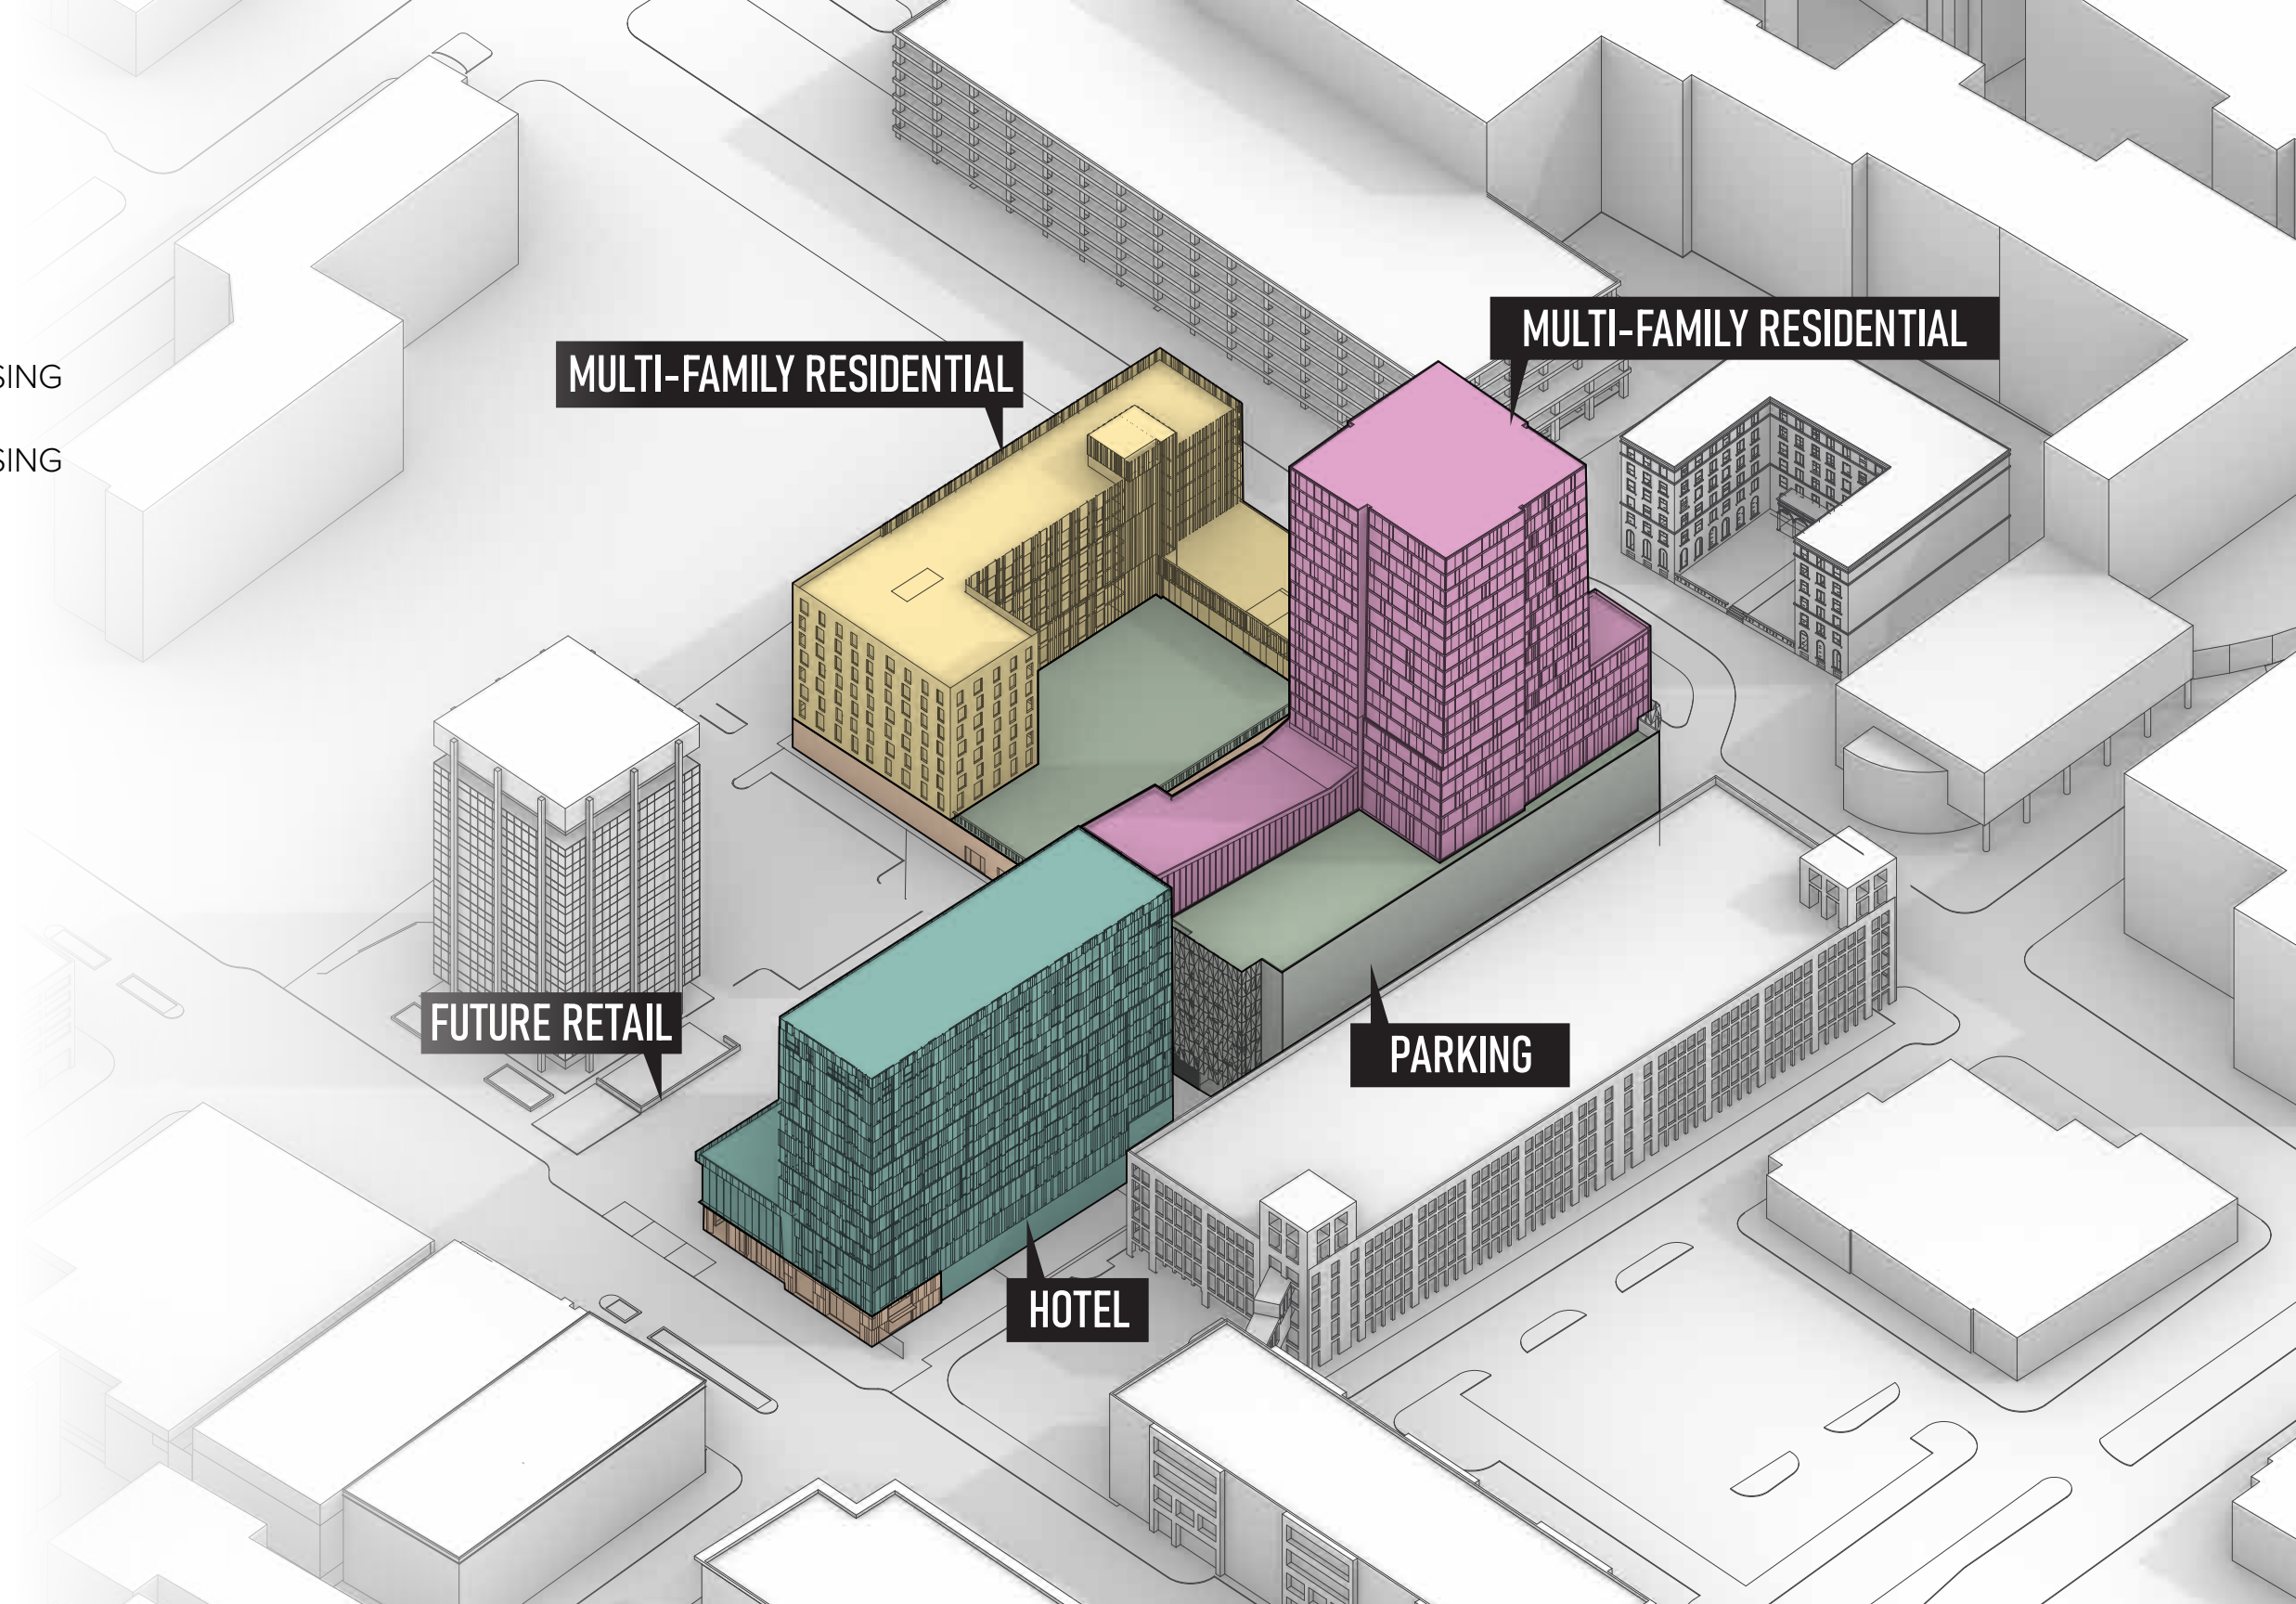 MULTI-FAMILY RESIDENTIAL
MULTI-FAMILY RESIDENTIAL
SING
SING
FUTURE RETAIL
PARKING
HOTEL